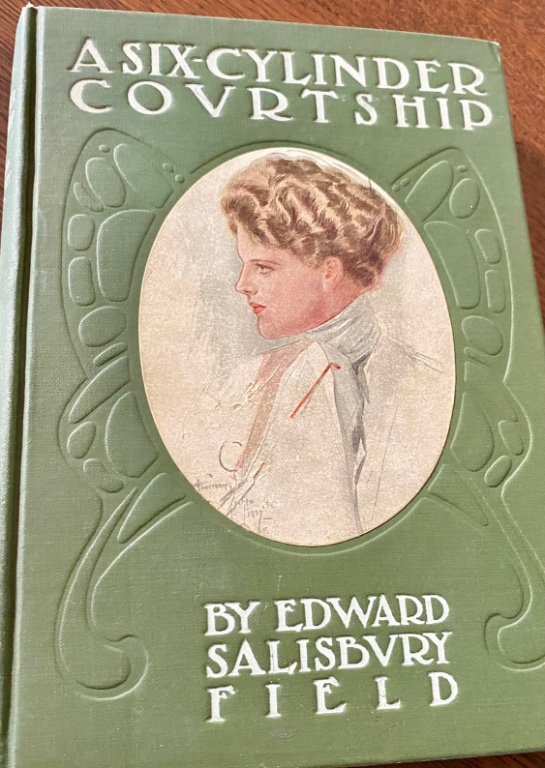 A SIX-CYLINDER
COVRTSHIP
BY EDWARD
SALISBVRY
FIELD